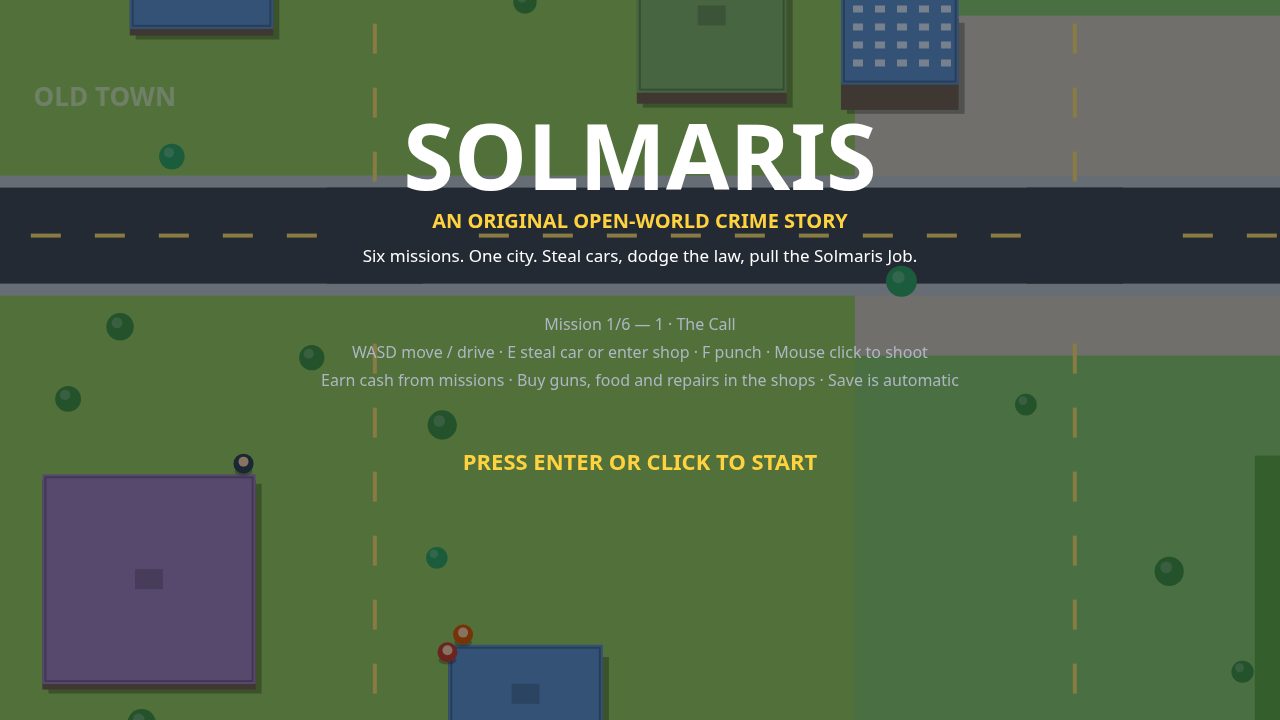 OLD TOWN
SOLMARIS
AN ORIGINAL OPEN-WORLD CRIME STORY
Six missions. One city. Steal cars, dodge the law, pull the Solmaris Job.
Mission 1/6 — 1 · The Call
WASD move / drive · E steal car or enter shop · F punch · Mouse click to shoot
Earn cash from missions · Buy guns, food and repairs in the shops · Save is automatic
PRESS ENTER OR CLICK TO START